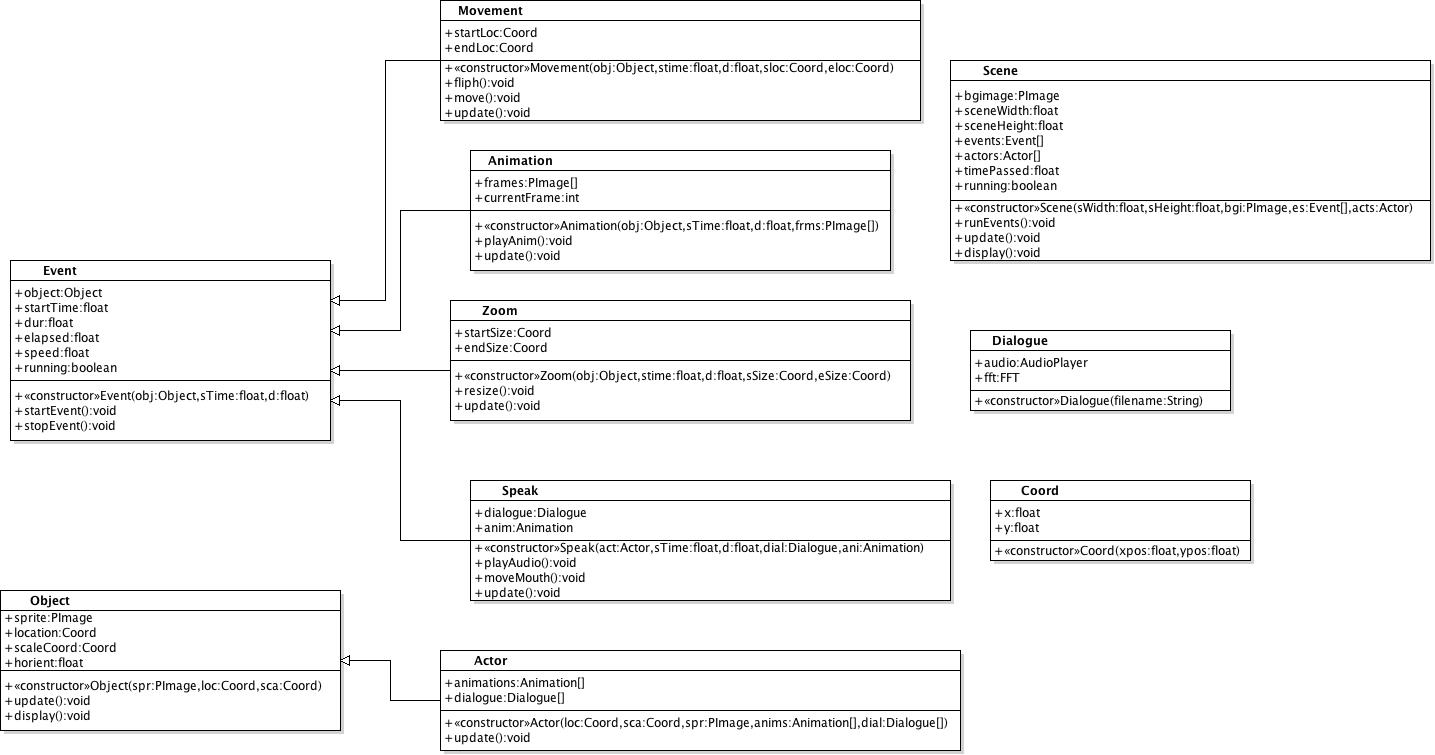 Movement
+startLoc:Coord
+endLoc:Coord
+«constructor»Movement(obj:Object,stime:float,d:float,sloc:Coord,eloc:Coord)
+fliph():void
+move():void
+update():void
Scene
+bgimage:PImage
+sceneWidth:float
+sceneHeight:float
+events:Event[]
+actors:Actor[]
+timePassed:float
+running:boolean
+«constructor»Scene(sWidth:float,sHeight:float,bgi:PImage,es:Event[],acts:Actor)
+runEvents():void
+update():void
+display():void
Animation
+frames:PImage[]
+currentFrame:int
+«constructor»Animation(obj:Object,sTime:float,d:float,frms:PImage[])
+playAnim():void
+update():void
Event
+object:Object
+startTime:float
+dur:float
+elapsed:float
+speed:float
+running:boolean
+«constructor»Event(obj:Object,sTime:float,d:float)
+startEvent():void
+stopEvent():void
Zoom
+startSize:Coord
+endSize:Coord
+«constructor»Zoom(obj:Object,stime:float,d:float,sSize:Coord,eSize:Coord)
+resize():void
+update():void
Dialogue
+audio:AudioPlayer
+fft:FFT
+«constructor»Dialogue(filename:String)
Speak
+dialogue:Dialogue
+anim:Animation
+«constructor»Speak(act:Actor,sTime:float,d:float,dial:Dialogue,ani:Animation)
+playAudio():void
+moveMouth():void
+update():void
Coord
+x:float
+y:float
+«constructor»Coord(xpos:float,ypos:float)
Object
+sprite:PImage
+location:Coord
+scaleCoord:Coord
+horient:float
+«constructor»Object(spr:PImage,loc:Coord,sca:Coord)
+update():void
+display():void
Actor
+animations:Animation[]
+dialogue:Dialogue[]
+«constructor»Actor(loc:Coord,sca:Coord,spr:PImage,anims:Animation[],dial:Dialogue[])
+update():void